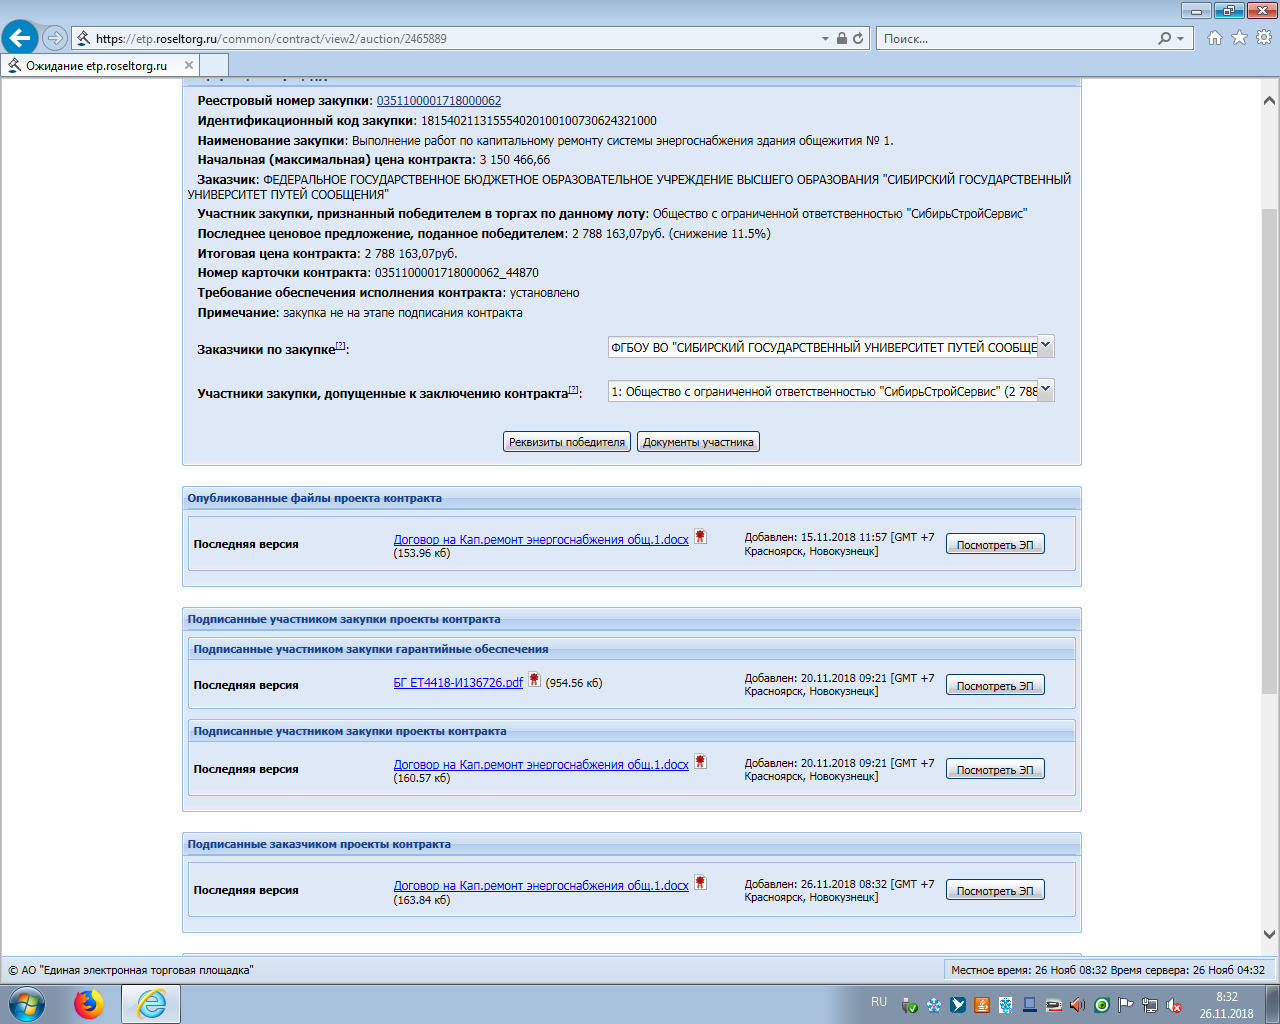 https://etp.roseltorg.ru/common/contract/view2/auction/2465889
Поиск...
Ожидание etp.roseltorg.ru
Реестровый номер закупки: 0351100001718000062
Идентификационный код закупки: 181540211315554020100100730624321000
Наименование закупки: Выполнение работ по капитальному ремонту системы энергоснабжения здания общежития № 1.
Начальная (максимальная) цена контракта: 3 150 466,66
Заказчик: ФЕДЕРАЛЬНОЕ ГОСУДАРСТВЕННОЕ БЮДЖЕТНОЕ ОБРАЗОВАТЕЛЬНОЕ УЧРЕЖДЕНИЕ ВЫСШЕГО ОБРАЗОВАНИЯ "СИБИРСКИЙ ГОСУДАРСТВЕННЫЙ
УНИВЕРСИТЕТ ПУТЕЙ СООБЩЕНИЯ"
Участник закупки, признанный победителем в торгах по данному лоту: Общество с ограниченной ответственностью "СибирьСтройСервис"
Последнее ценовое предложение, поданное победителем: 2 788 163,07руб. (снижение 11.5%)
Итоговая цена контракта: 2 788 163,07руб.
Номер карточки контракта: 0351100001718000062_44870
Требование обеспечения исполнения контракта: установлено
Примечание: закупка не на этапе подписания контракта
Заказчики по закупке[?]: ФГБОУ ВО "СИБИРСКИЙ ГОСУДАРСТВЕННЫЙ УНИВЕРСИТЕТ ПУТЕЙ СООБЩЕ
Участники закупки, допущенные к заключению контракта[?]: 1: Общество с ограниченной ответственностью "СибирьСтройСервис" (2 788
Реквизиты победителя Документы участника
Опубликованные файлы проекта контракта
Последняя версия
Договор на Кап.ремонт энергоснабжения общ.1.docx
(153.96 кб)
Добавлен: 15.11.2018 11:57 [GMT +7
Красноярск, Новокузнецк]
Посмотреть ЭП
Подписанные участником закупки проекты контракта
Подписанные участником закупки гарантийные обеспечения
Последняя версия
БГ ЕТ4418-И136726.pdf (954.56 кб)
Добавлен: 20.11.2018 09:21 [GMT +7
Красноярск, Новокузнецк]
Посмотреть ЭП
Подписанные участником закупки проекты контракта
Последняя версия
Договор на Кап.ремонт энергоснабжения общ.1.docx
(160.57 кб)
Добавлен: 20.11.2018 09:21 [GMT +7
Красноярск, Новокузнецк]
Посмотреть ЭП
Подписанные заказчиком проекты контракта
Последняя версия
Договор на Кап.ремонт энергоснабжения общ.1.docx
(163.84 кб)
Добавлен: 26.11.2018 08:32 [GMT +7
Красноярск, Новокузнецк]
Посмотреть ЭП
© АО "Единая электронная торговая площадка"
Местное время: 26 Нояб 08:32 Время сервера: 26 Нояб 04:32
RU
8:32
26.11.2018